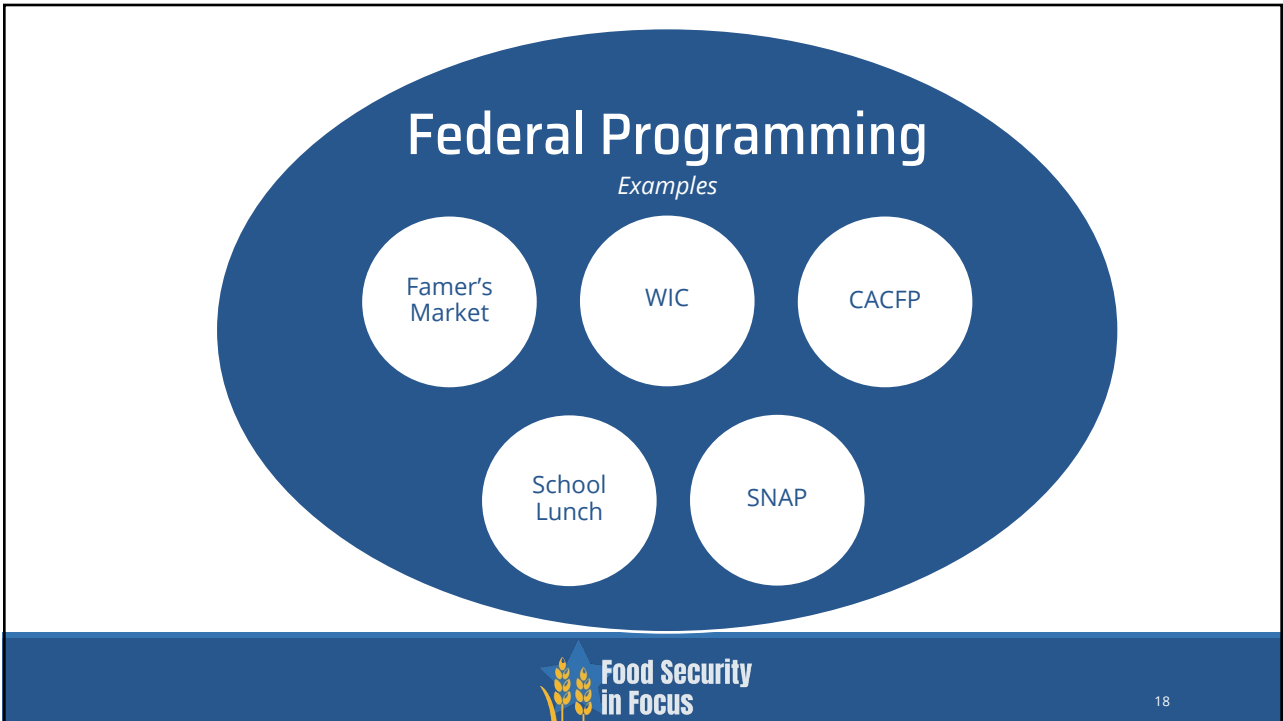 Federal Programming
Examples
Famer’s
Market
WIC
CACFP
School
Lunch
SNAP
Food Security
in Focus
18